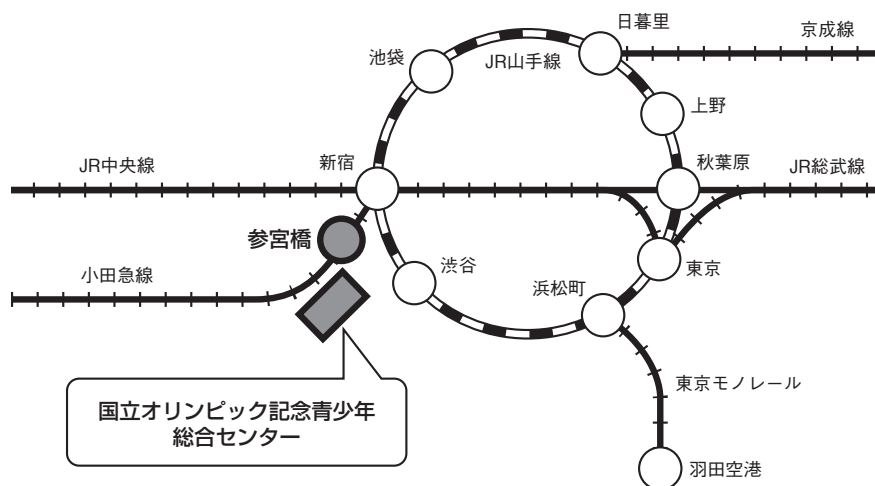 日暮里
京成線
池袋
JR山手線
上野
JR中央線
新宿
秋葉原
JR総武線
参宮橋
小田急線
渋谷
浜松町
東京
東京モノレール
国立オリンピック記念青少年
総合センター
羽田空港